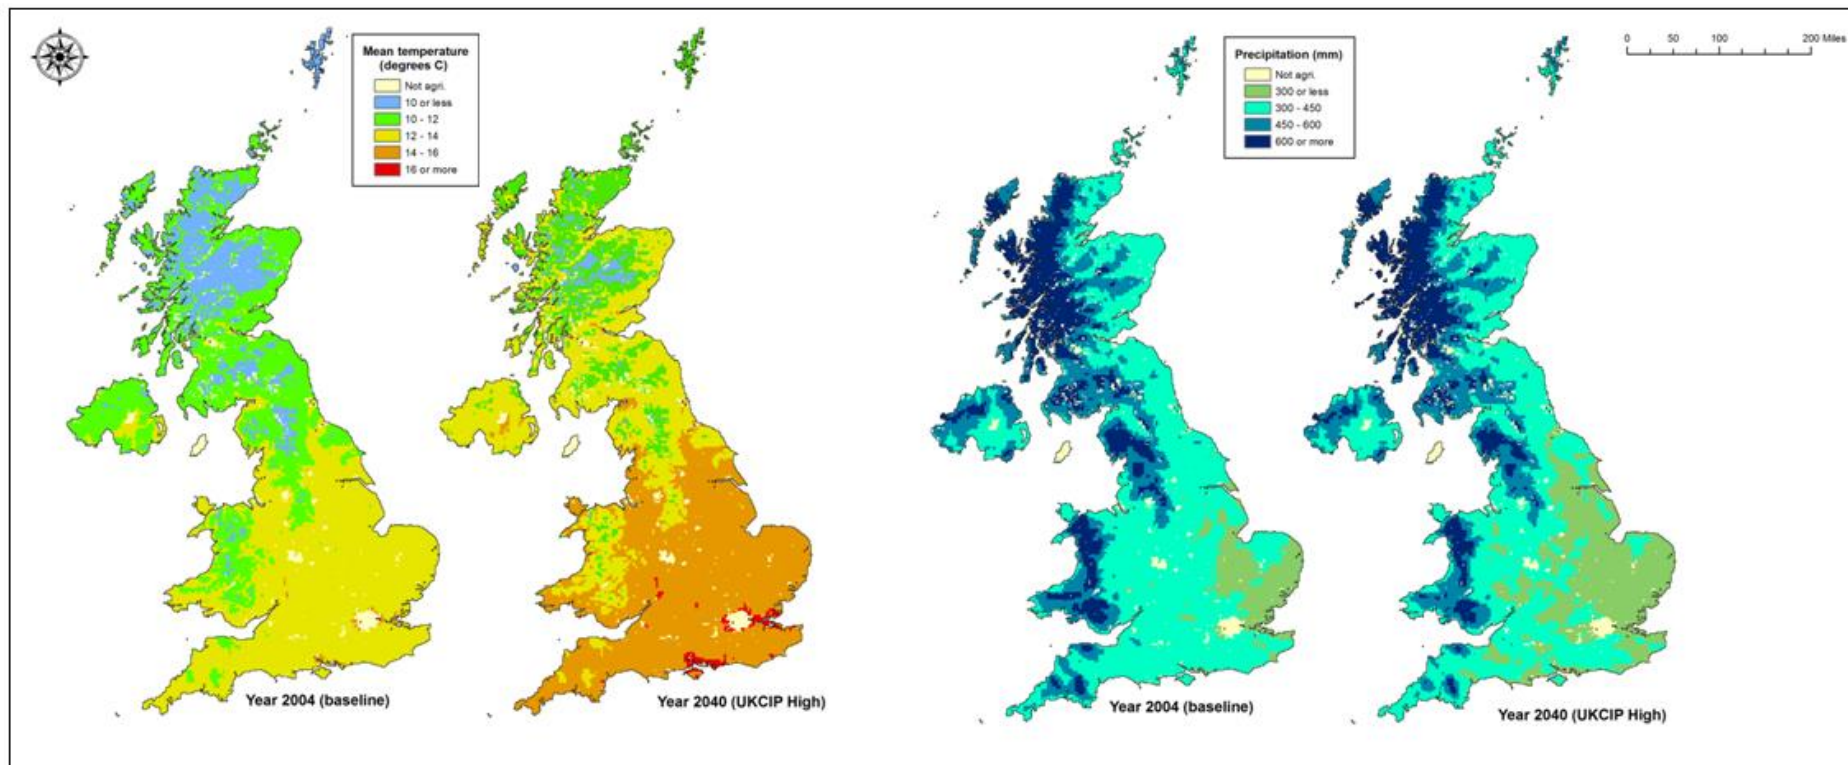 Mean temperature
(degrees C)
Not agri.
10 or less
10 - 12
12 - 14
14 - 16
16 or more
Year 2004 (baseline)
Year 2040 (UKCIP High)
Precipitation (mm)
Not agri.
300 or less
300 - 450
450 - 600
600 or more
0 50 100 200 Miles
Year 2004 (baseline)
Year 2040 (UKCIP High)